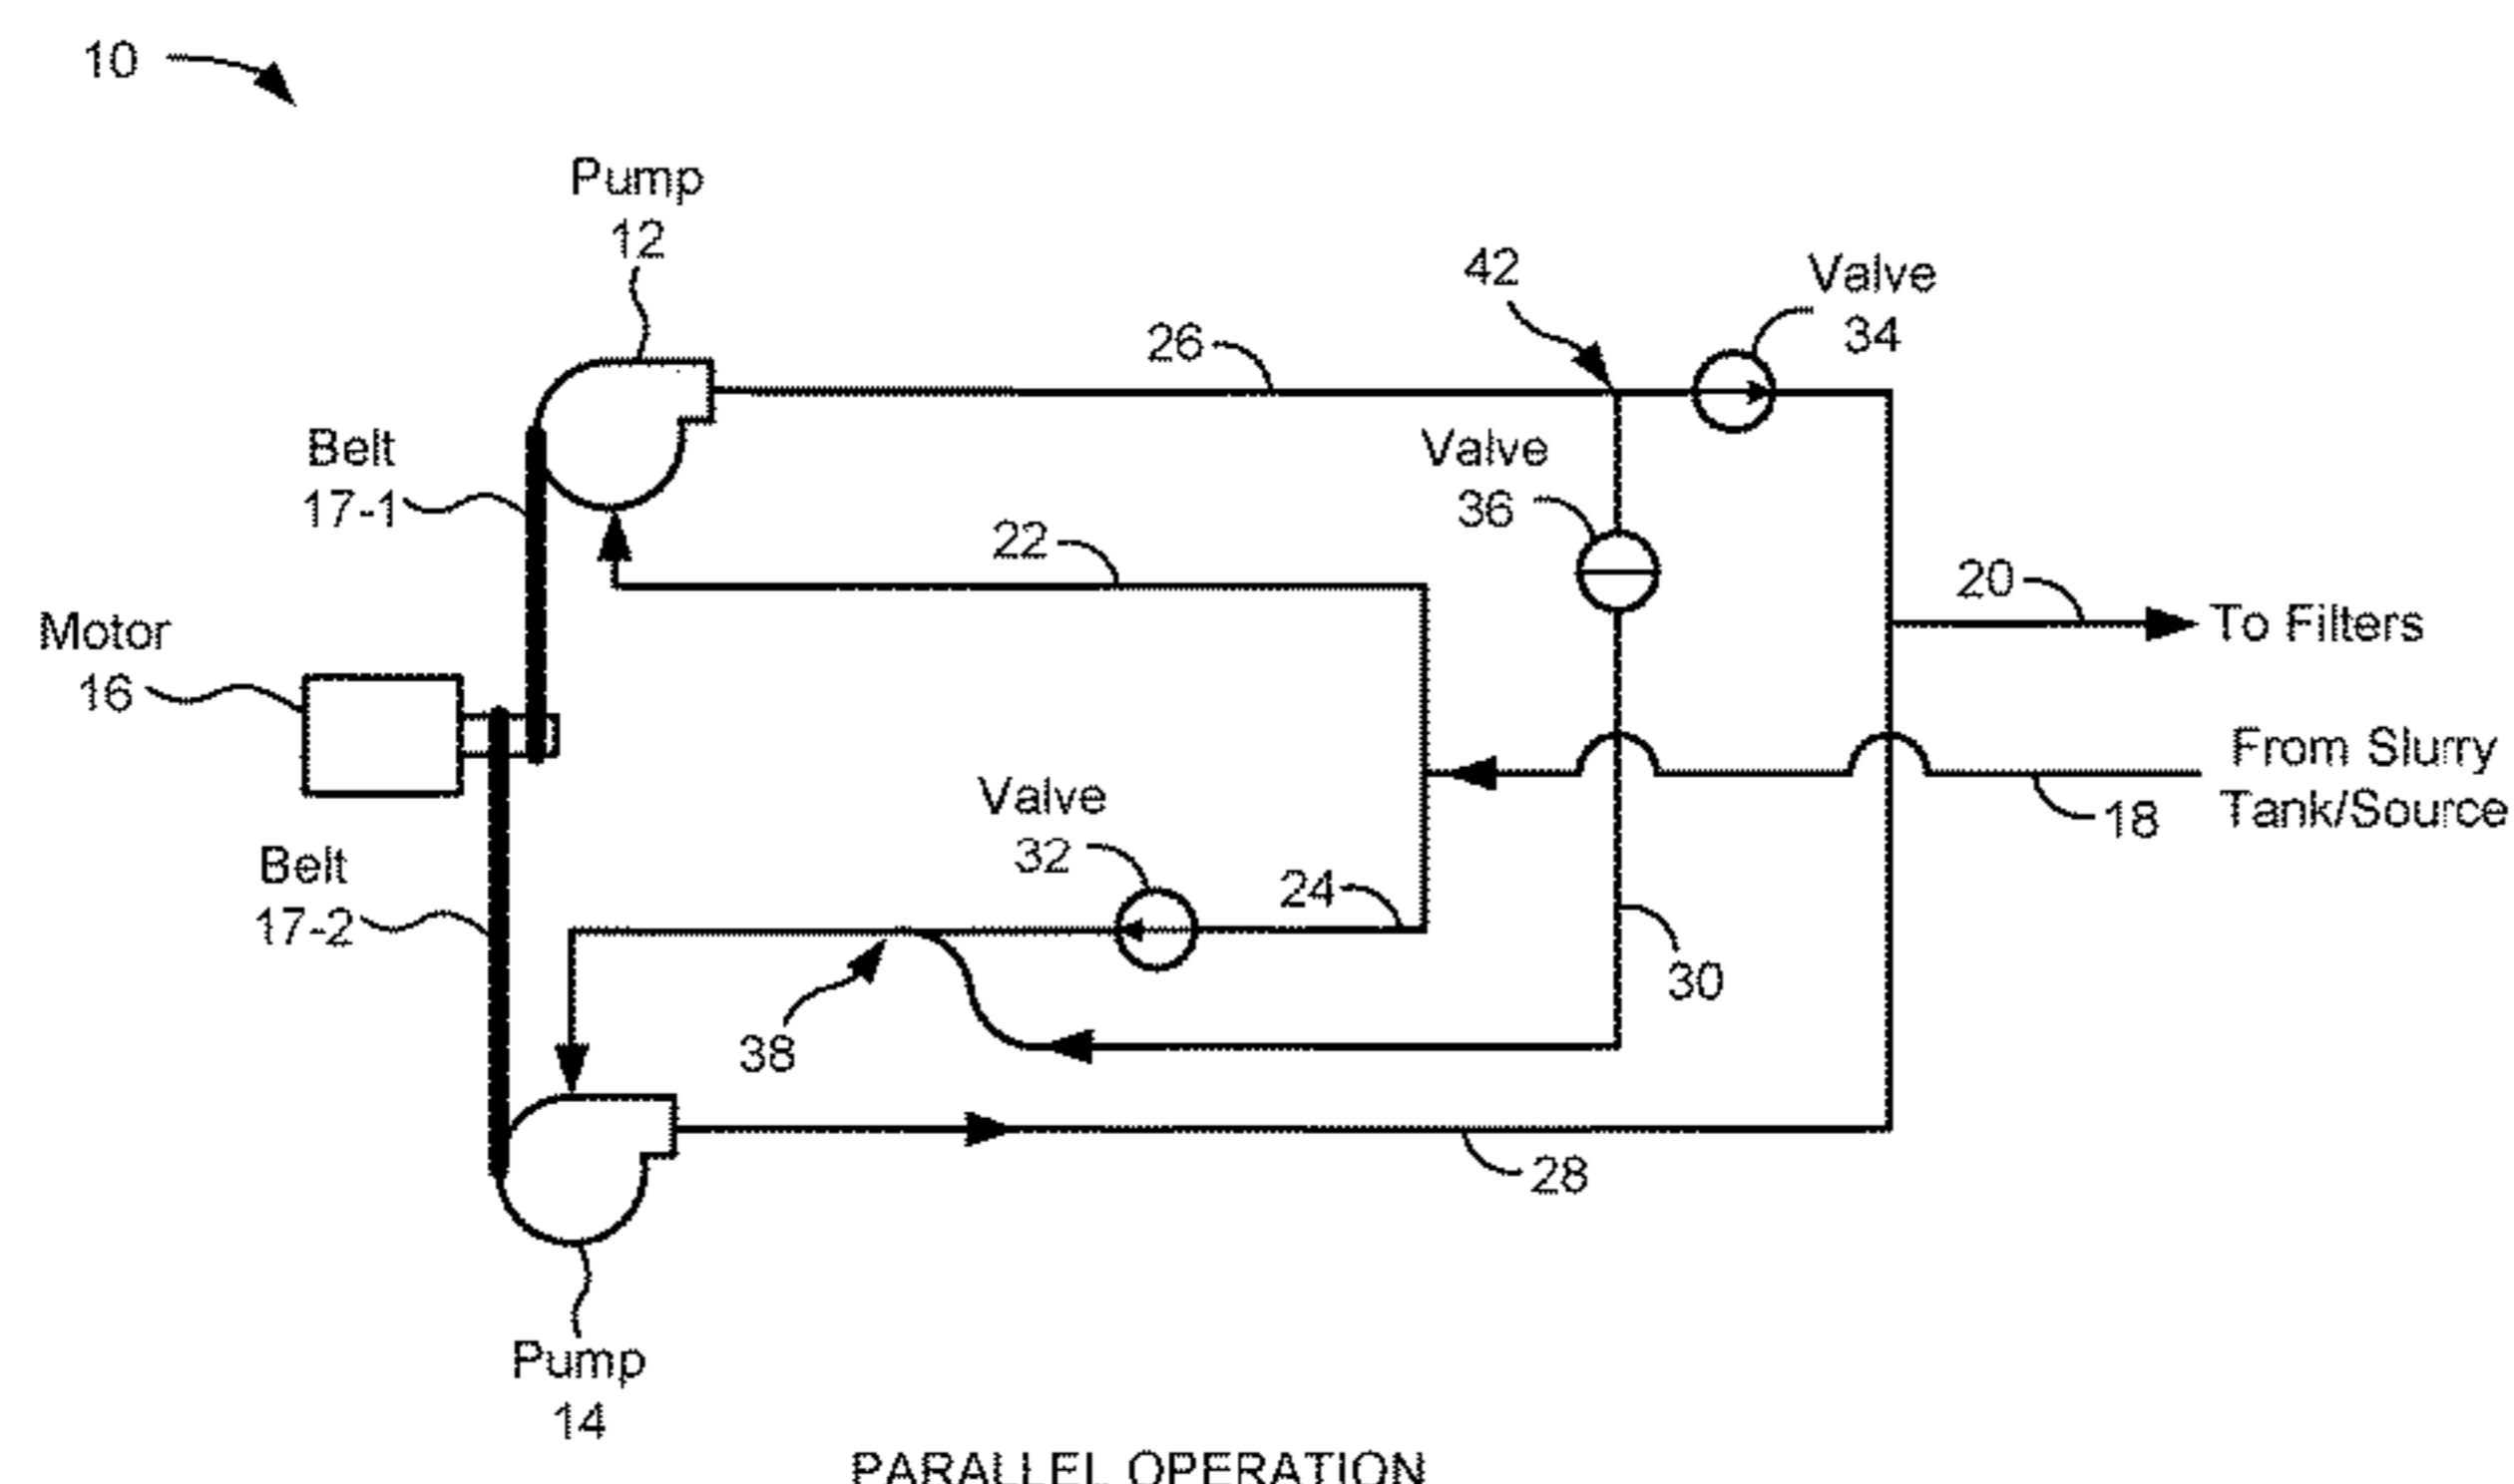 10
Pump
12
42
Valve
34
26
Belt
17-1
Valve
36
22
20
To Filters
Motor
16
From Slurry
Tank/Source
18
Valve
32
24
Belt
17-2
30
38
28
Pump
14
PARALLEL OPERATION